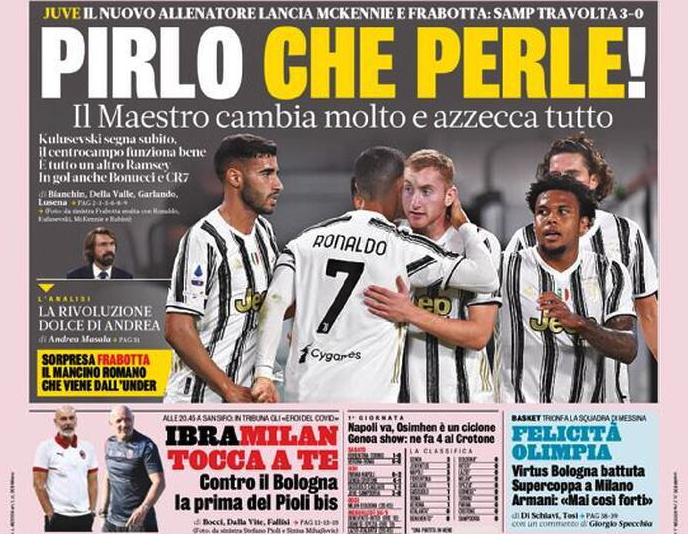 JUVE IL NUOVO ALLENATORE LANCIA MCKENNIE E FRABOTTA: SAMP TRAVOLTA 3-0
PIRLO CHE PERLE!
Il Maestro cambia molto e azzecca tutto
Kulusevski segna subito,
il centrocampo funziona bene
E tutto un altro Ramsey
In gol anche Bonucci e CR7
di Bianchin, Della Valle, Garlando,
Lusena → PAG 2-3-5-6-8-9
(Foto: da sinistra Frabotta esulta con Ronaldo,
Kulusevski, McKennie e Rabiot)
L'ANALISI
LA RIVOLUZIONE
DOLCE DI ANDREA
di Andrea Masala → PAG 31
SORPRESA FRABOTTA
IL MANCINO ROMANO
CHE VIENE DALL'UNDER
RONALDO
7
Cygames
Jeep
Jeep
ALLE 20.45 A SAN SIRO: IN TRIBUNA GLI «EROI DEL COVID»
IBRAMILAN
TOCCA A TE
Contro il Bologna
la prima del Pioli bis
di Bocci, Dalla Vite, Fallisi → PAG 11-12-13
(Foto: da sinistra Stefano Pioli e Sinisa Mihajlovic)
1ª GIORNATA
Napoli va, Osimhen è un ciclone
Genoa show: ne fa 4 al Crotone
SABATO
LA CLASSIFICA
BASKET TRIONFA LA SQUADRA DI MESSINA
FELICITÀ
OLIMPIA
Virtus Bologna battuta
Supercoppa a Milano
Armani: «Mai così forti»
di Di Schiavi, Tosi → PAG 38-39
con un commento di Giorgio Specchia